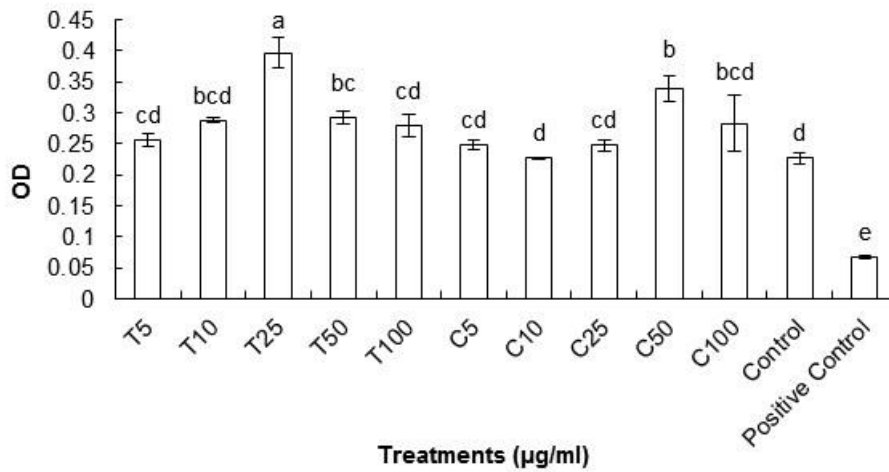 0.45
0.4
0.35
0.3
0.25
0.2
0.15
0.1
0.05
0
OD
cd
bcd
a
bc
cd
cd
d
cd
b
bcd
d
e
T5
T10
T25
T50
T100
C5
C10
C25
C50
C100
Control
Positive Control
Treatments (µg/ml)